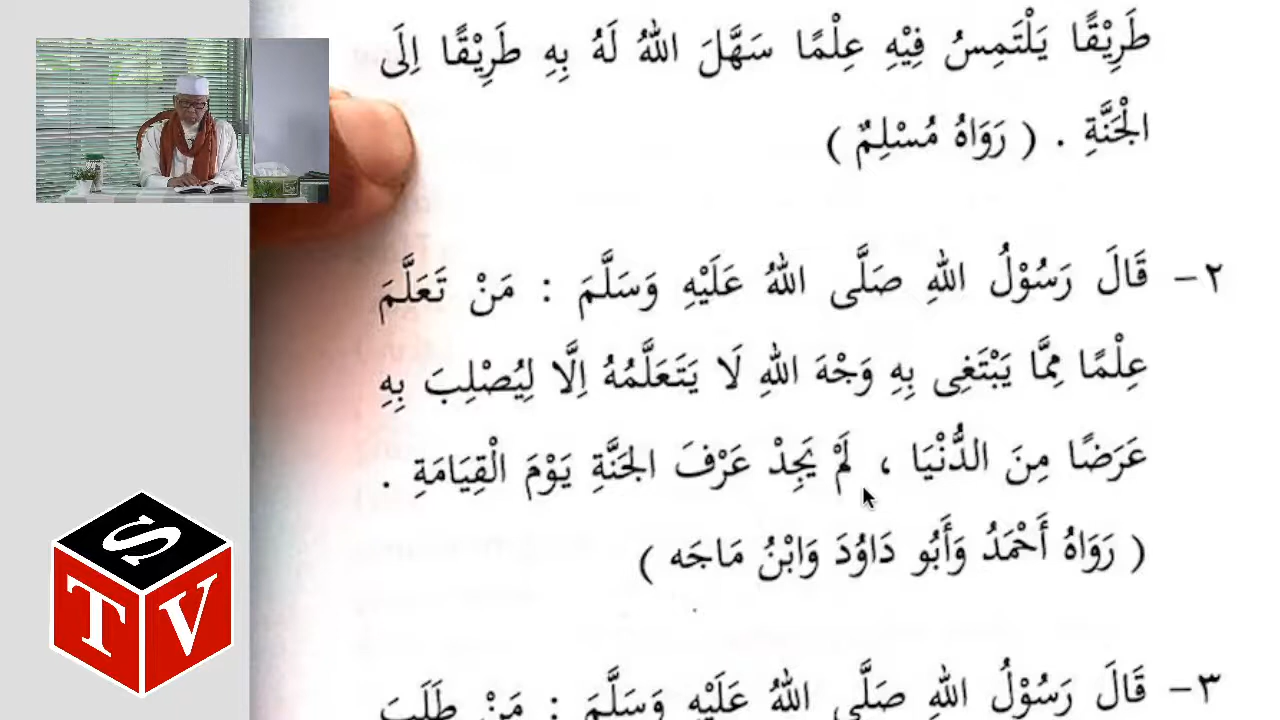 طَرِيْقًا يَلْتَمِسُ فِيْهِ عِلْمًا سَهَّلَ اللهُ لَهُ بِهِ طَرِيْقًا اِلَى
الْجَنَّةِ . ( رَوَاهُ مُسْلِمٌ )
٢- قَالَ رَسُوْلُ اللهِ صَلَّى اللهُ عَلَيْهِ وَسَلَّمَ : مَنْ تَعَلَّمَ
عِلْمًا مِمَّا يَبْتَغِى بِهِ وَجْهَ اللهِ لَا يَتَعَلَّمُهُ اِلَّا لِيُصْلِبَ بِهِ
عَرَضًا مِنَ الدُّنْيَا ، لَمْ يَجِدْ عَرْفَ الْجَنَّةِ يَوْمَ الْقِيَامَةِ .
( رَوَاهُ أَحْمَدُ وَأَبُو دَاوُدَ وَابْنُ مَاجَه )
٣- قَالَ رَسُوْلُ اللهِ صَلَّى اللهُ عَلَيْهِ وَسَلَّمَ : مَنْ طَلَبَ
S
T V